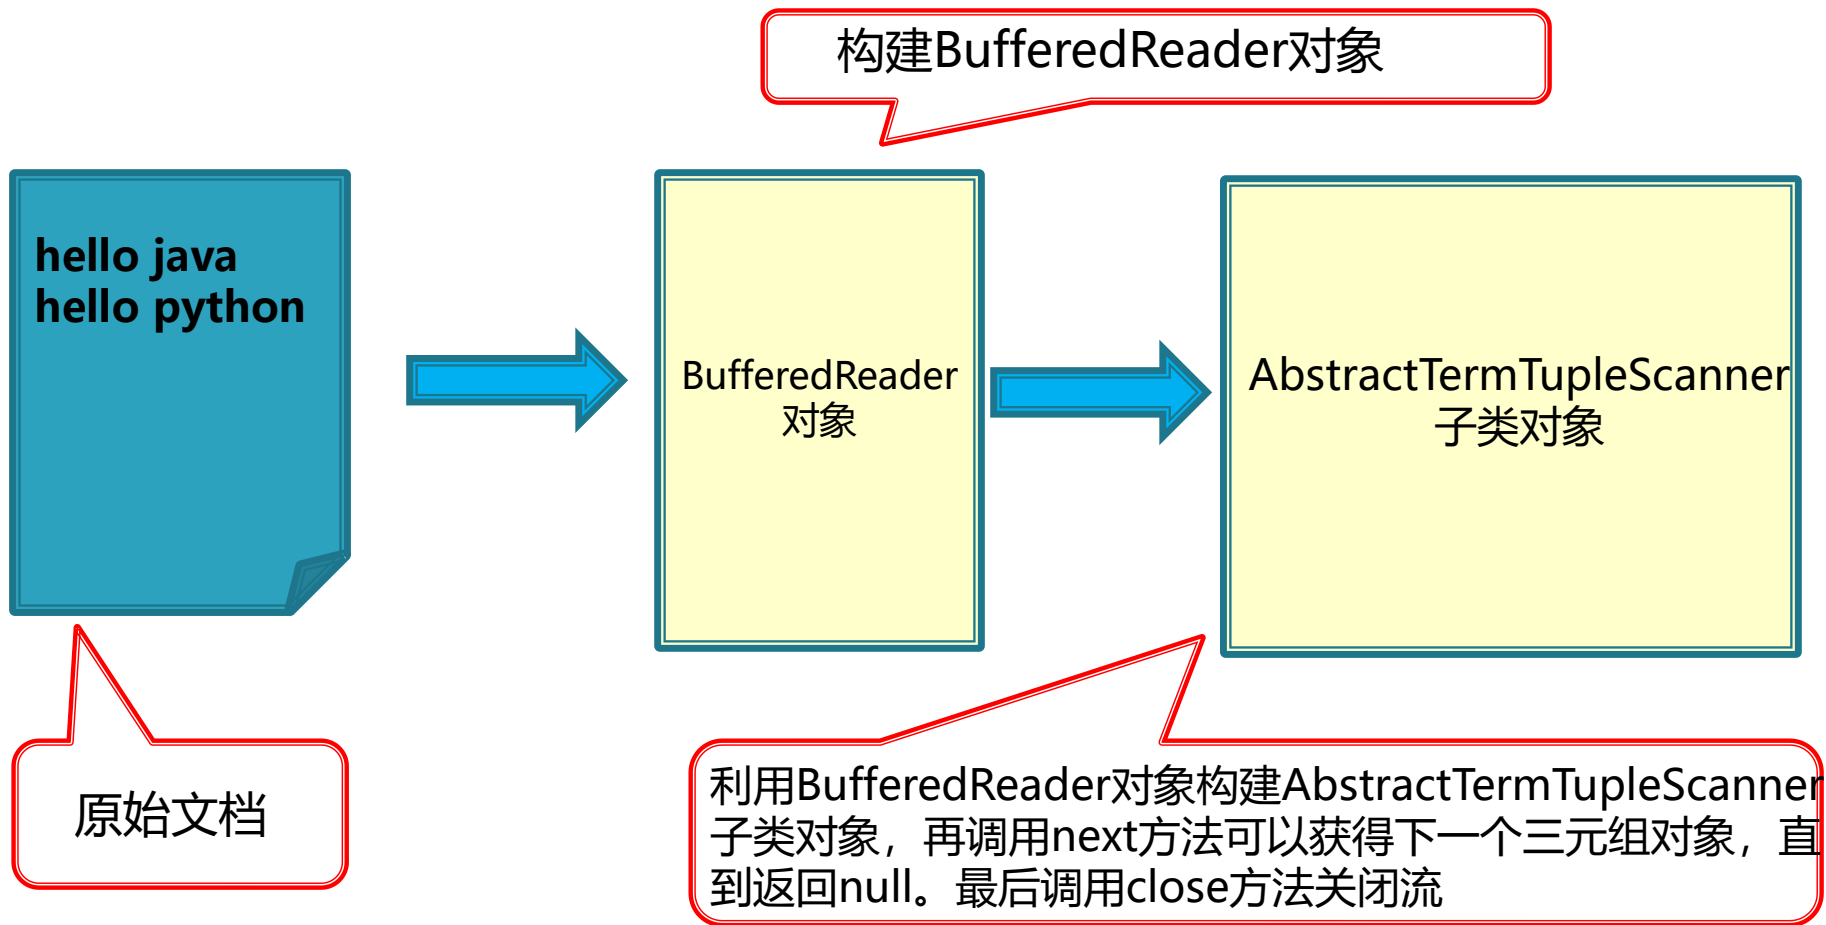 构建BufferedReader对象
hello java
hello python
BufferedReader
对象
AbstractTermTupleScanner
子类对象
原始文档
利用BufferedReader对象构建AbstractTermTupleScanner
子类对象，再调用next方法可以获得下一个三元组对象，直
到返回null。最后调用close方法关闭流